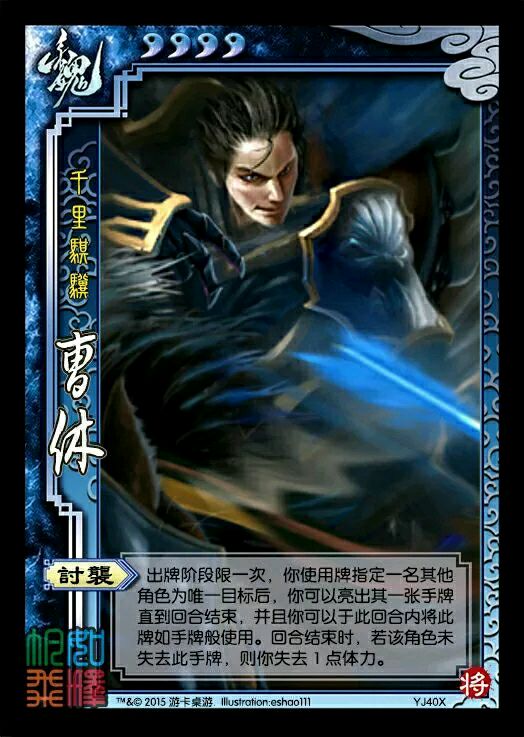 魏
千里騏驥
曹休
討襲
出牌阶段限一次，你使用牌指定一名其他
角色为唯一目标后，你可以亮出其一张手牌
直到回合结束，并且你可以于此回合内将此
牌如手牌般使用。回合结束时，若该角色未
失去此手牌，则你失去1点体力。
™&© 2015 游卡桌游. Illustration:eshao111
YJ40X
将